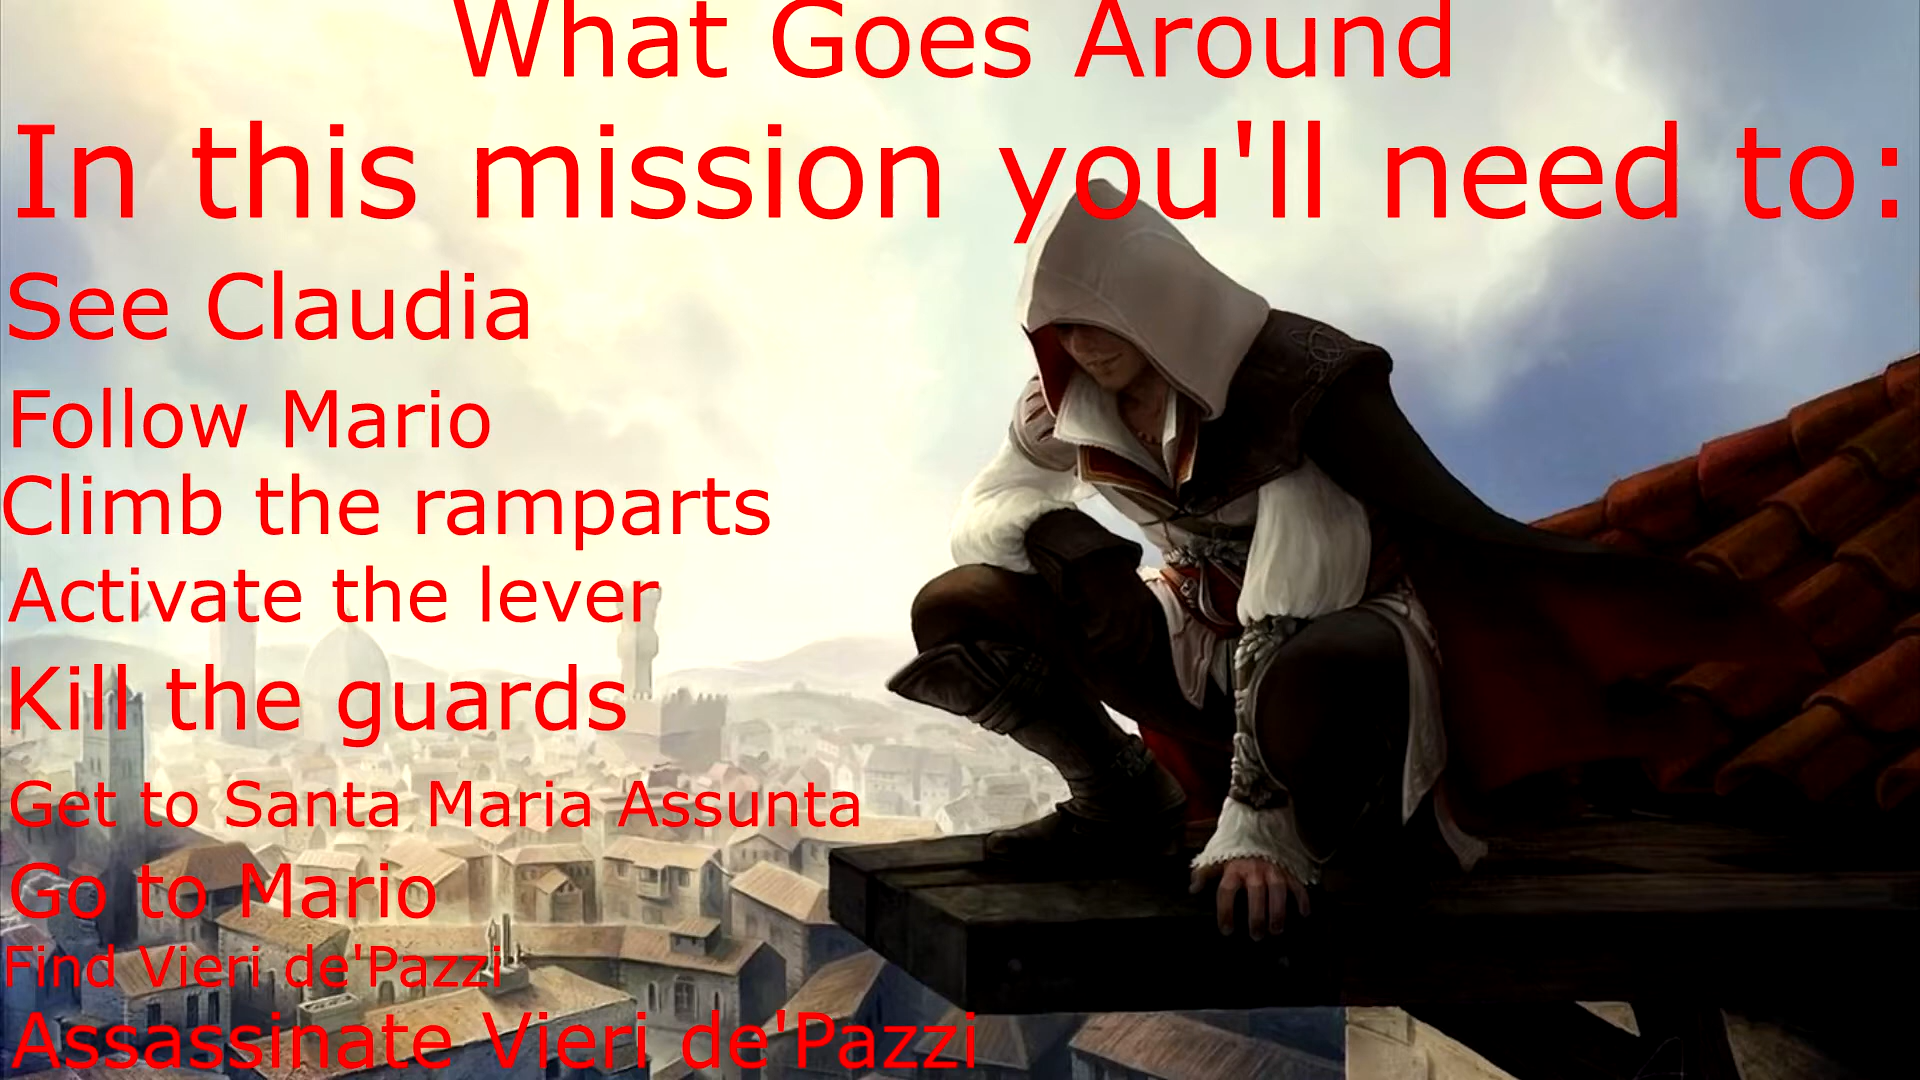 What Goes Around
In this mission you'll need to:
See Claudia
Follow Mario
Climb the ramparts
Activate the lever
Kill the guards
Get to Santa Maria Assunta
Go to Mario
Find Vieri de'Pazzi
Assassinate Vieri de'Pazzi